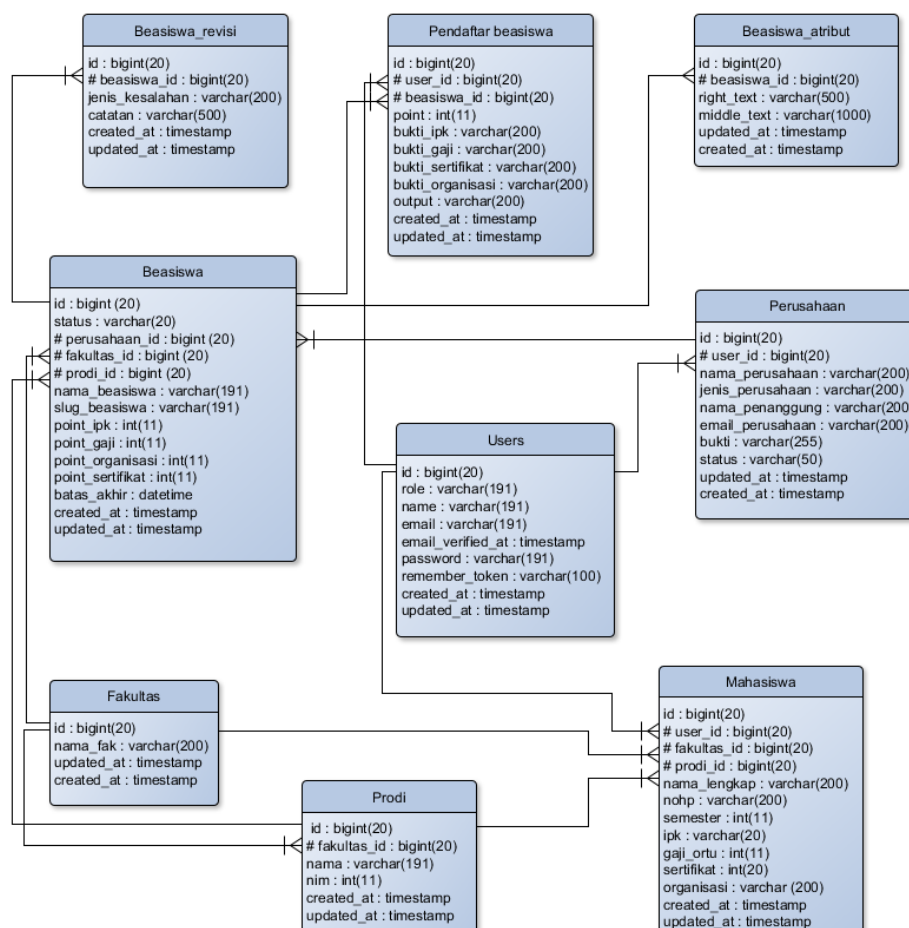 Beasiswa_revisi
id : bigint(20)
# beasiswa_id : bigint(20)
jenis_kesalahan : varchar(200)
catatan : varchar(500)
created_at : timestamp
updated_at : timestamp
Pendaftar beasiswa
id : bigint(20)
# user_id : bigint(20)
# beasiswa_id : bigint(20)
point : int(11)
bukti_ipk : varchar(200)
bukti_gaji : varchar(200)
bukti_sertifikat : varchar(200)
bukti_organisasi : varchar(200)
output : varchar(200)
created_at : timestamp
updated_at : timestamp
Beasiswa_atribut
id : bigint(20)
# beasiswa_id : bigint(20)
right_text : varchar(500)
middle_text : varchar(1000)
updated_at : timestamp
created_at : timestamp
Beasiswa
id : bigint (20)
status : varchar(20)
# perusahaan_id : bigint (20)
# fakultas_id : bigint (20)
# prodi_id : bigint (20)
nama_beasiswa : varchar(191)
slug_beasiswa : varchar(191)
point_ipk : int(11)
point_gaji : int(11)
point_organisasi : int(11)
point_sertifikat : int(11)
batas_akhir : datetime
created_at : timestamp
updated_at : timestamp
Perusahaan
id : bigint(20)
# user_id : bigint(20)
nama_perusahaan : varchar(200)
jenis_perusahaan : varchar(200)
nama_penanggung : varchar(200
email_perusahaan : varchar(200)
bukti : varchar(255)
status : varchar(50)
updated_at : timestamp
created_at : timestamp
Users
id : bigint(20)
role : varchar(191)
name : varchar(191)
email : varchar(191)
email_verified_at : timestamp
password : varchar(191)
remember_token : varchar(100)
created_at : timestamp
updated_at : timestamp
Fakultas
id : bigint(20)
nama_fak : varchar(200)
updated_at : timestamp
created_at : timestamp
Prodi
id : bigint(20)
# fakultas_id : bigint(20)
nama : varchar(191)
nim : int(11)
created_at : timestamp
updated_at : timestamp
Mahasiswa
id : bigint(20)
# user_id : bigint(20)
# fakultas_id : bigint(20)
# prodi_id : bigint(20)
nama_lengkap : varchar(200)
nohp : varchar(200)
semester : int(11)
ipk : varchar(20)
gaji_ortu : int(11)
sertifikat : int(20)
organisasi : varchar (200)
created_at : timestamp
updated_at : timestamp